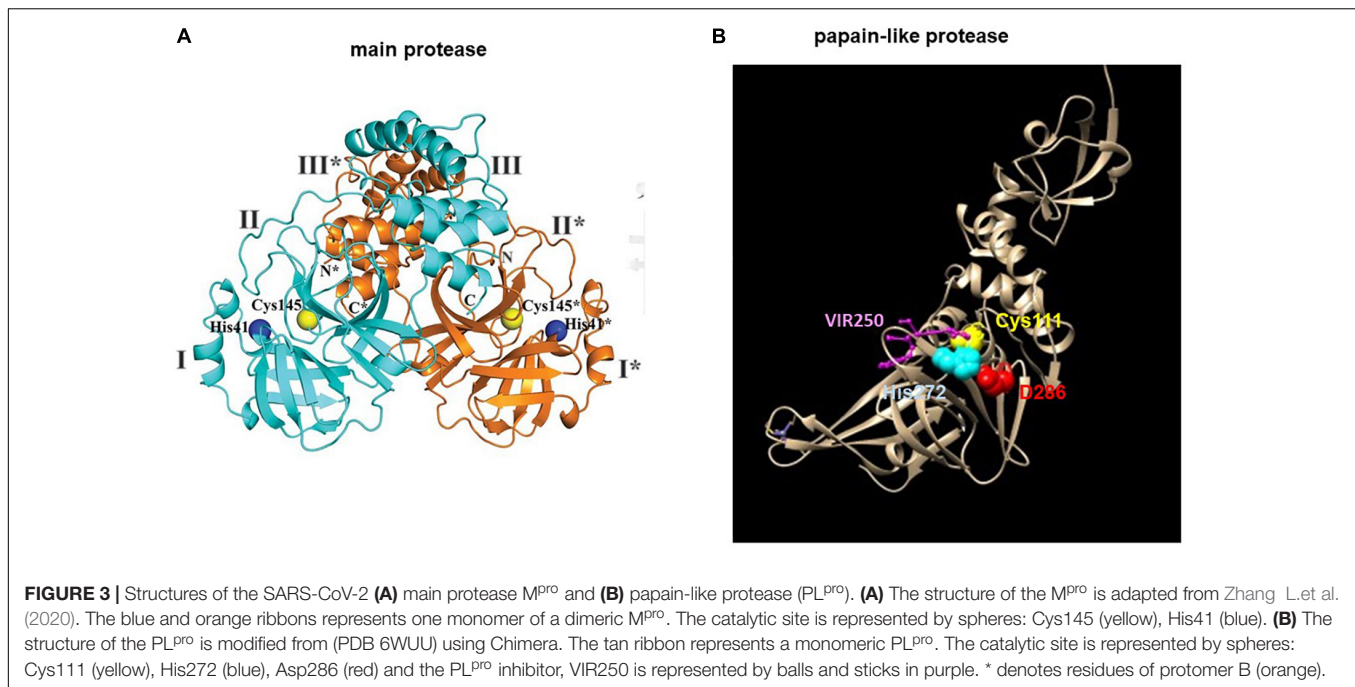 A
main protease
III*
III
II
II*
N*
N
Cys145
C*
C
Cys145*
His41
His41*
I
I*
B
papain-like protease
VIR250
Cys111
His272
D286
FIGURE 3 | Structures of the SARS-CoV-2 (A) main protease Mpro and (B) papain-like protease (PLpro). (A) The structure of the Mpro is adapted from Zhang L.et al.
(2020). The blue and orange ribbons represents one monomer of a dimeric Mpro. The catalytic site is represented by spheres: Cys145 (yellow), His41 (blue). (B) The
structure of the PLpro is modified from (PDB 6WUU) using Chimera. The tan ribbon represents a monomeric PLpro. The catalytic site is represented by spheres:
Cys111 (yellow), His272 (blue), Asp286 (red) and the PLpro inhibitor, VIR250 is represented by balls and sticks in purple. * denotes residues of protomer B (orange).